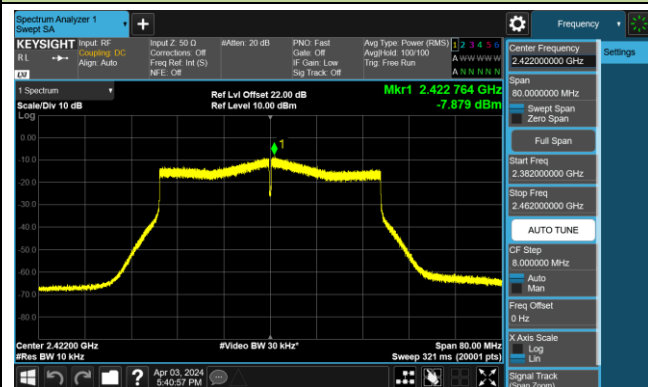 Spectrum Analyzer 1
Swept SA
Frequency
KEYSIGHT
RL
LXI
Input: RF
Coupling: DC
Align: Auto
Input Z: 50 Ω
Corrections: Off
Freq Ref: Int (S)
NFE: Off
#Atten: 20 dB
PNO: Fast
Gate: Off
IF Gain: Low
Sig Track: Off
Avg Type: Power (RMS)
Avg|Hold: 100/100
Trig: Free Run
1 2 3 4 5 6
A W W W W W
A N N N N N
1 Spectrum
Scale/Div 10 dB
Log
Ref Lvl Offset 22.00 dB
Ref Level 10.00 dBm
Mkr1 2.422 764 GHz
-7.879 dBm
1
0.00
-10.0
-20.0
-30.0
-40.0
-50.0
-60.0
-70.0
-80.0
Center 2.42200 GHz
#Res BW 10 kHz
#Video BW 30 kHz*
Span 80.00 MHz
Sweep 321 ms (20001 pts)
Center Frequency
2.422000000 GHz
Settings
Span
80.0000000 MHz
Swept Span
Zero Span
Full Span
Start Freq
2.382000000 GHz
Stop Freq
2.462000000 GHz
AUTO TUNE
CF Step
8.000000 MHz
Auto
Man
Freq Offset
0 Hz
X Axis Scale
Log
Lin
Signal Track
(Span Zoom)
?
Apr 03, 2024
5:40:57 PM